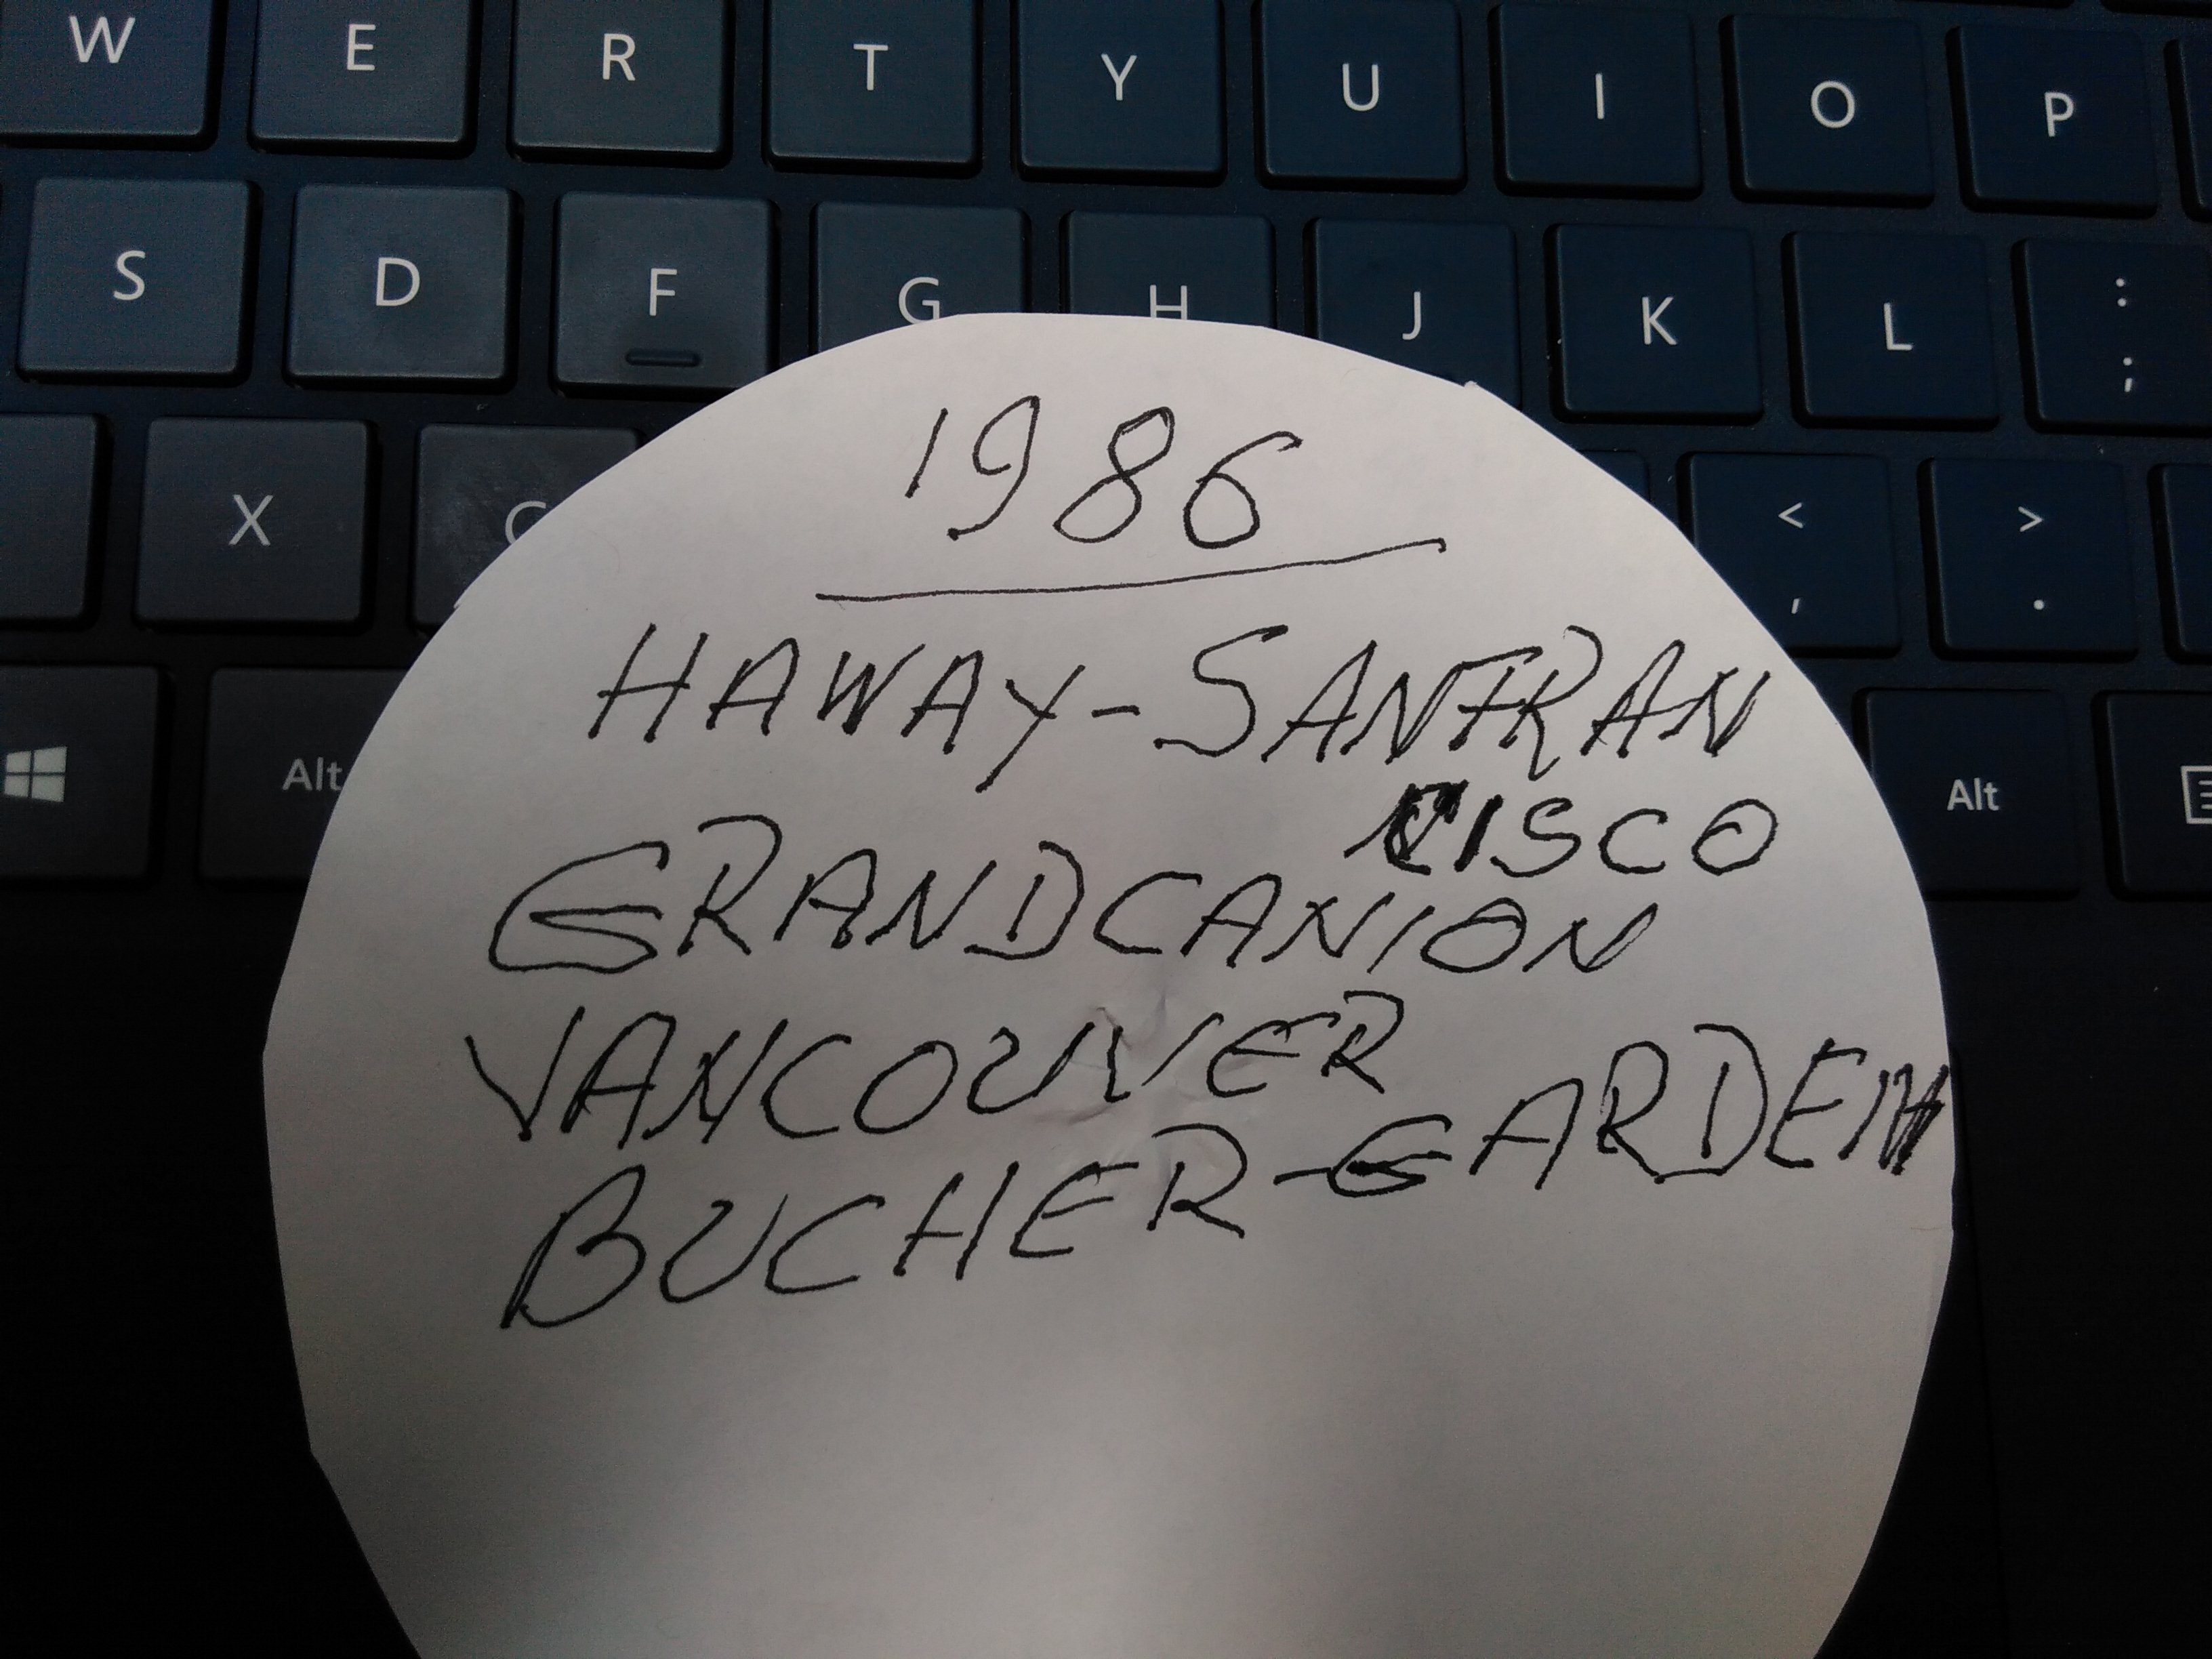 W E R T Y U I O P
S D F G H J K L : ;
X C < , > .
Alt Alt
1986
HAWAY-SANFRAN
CISCO
GRANDCANION
VANCOUVER
BUCHER-GARDEN